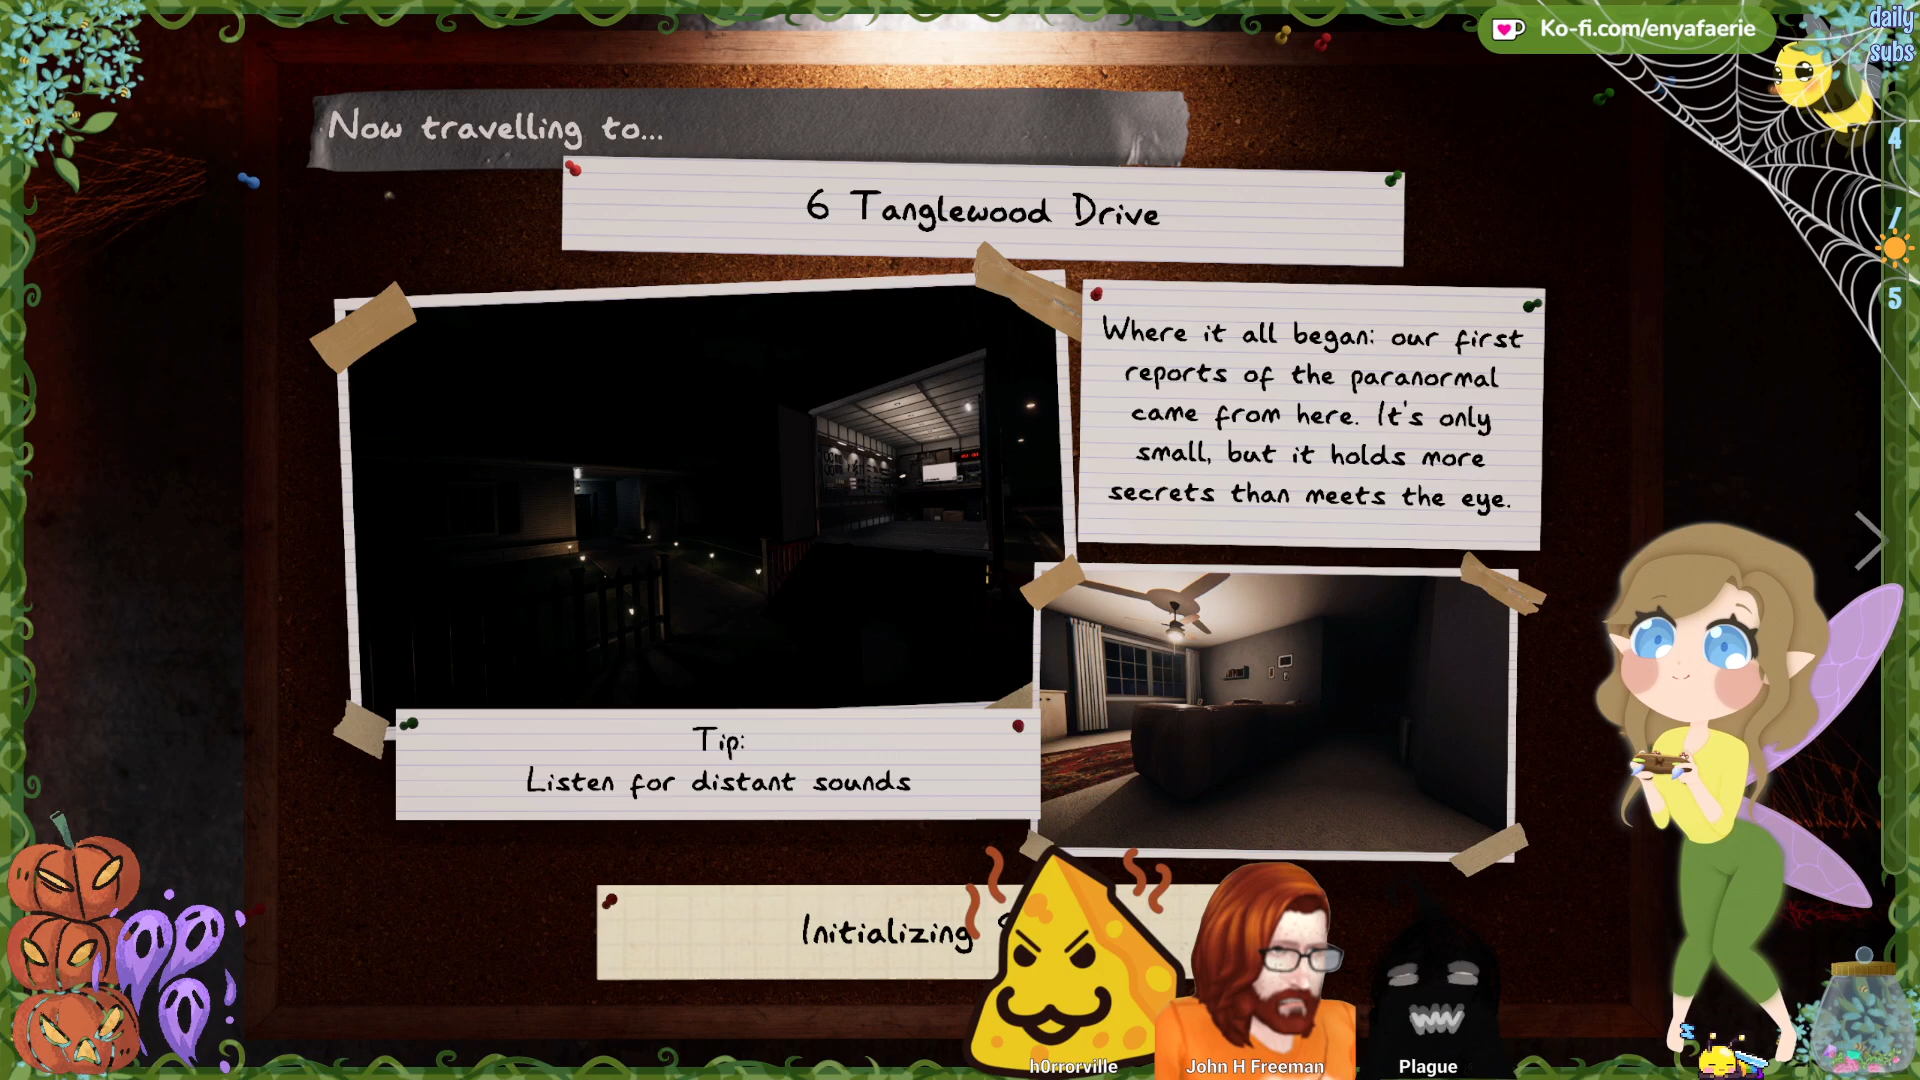 Ko-fi.com/enyafaerie
daily
subs
4
/
5
Now travelling to...
6 Tanglewood Drive
Where it all began: our first
reports of the paranormal
came from here. It's only
small, but it holds more
secrets than meets the eye.
Tip:
Listen for distant sounds
Initializing
h0rrorville
John H Freeman
Plague